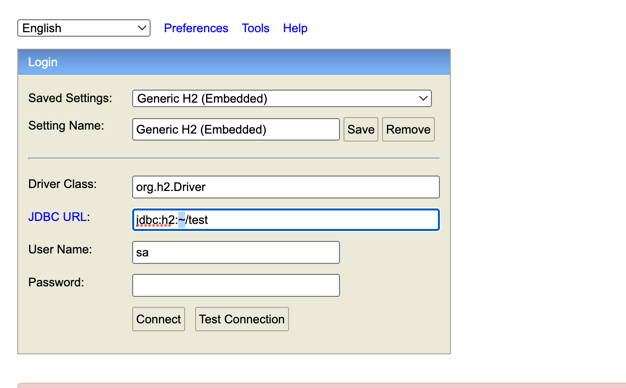 English Preferences Tools Help
Login
Saved Settings: Generic H2 (Embedded)
Setting Name: Generic H2 (Embedded) Save Remove
Driver Class: org.h2.Driver
JDBC URL: jdbc:h2:~/test
User Name: sa
Password:
Connect Test Connection